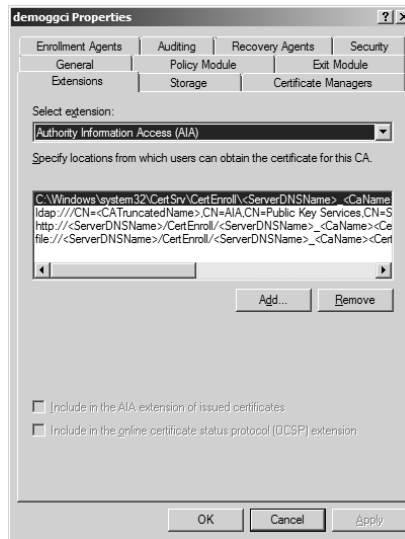 demoggci Properties
Enrollment Agents Auditing Recovery Agents Security
General Policy Module Exit Module
Extensions Storage Certificate Managers
Select extension:
Authority Information Access (AIA)
Specify locations from which users can obtain the certificate for this CA.
C:\Windows\system32\CertSrv\CertEnroll\<ServerDNSName>_<CaName
ldap:///CN=<CATruncatedName>,CN=AIA,CN=Public Key Services,CN=S
http://<ServerDNSName>/CertEnroll/<ServerDNSName>_<CaName><Ce
file://<ServerDNSName>/CertEnroll/<ServerDNSName>_<CaName><Cert
Add... Remove
Include in the AIA extension of issued certificates
Include in the online certificate status protocol (OCSP) extension
OK Cancel Apply